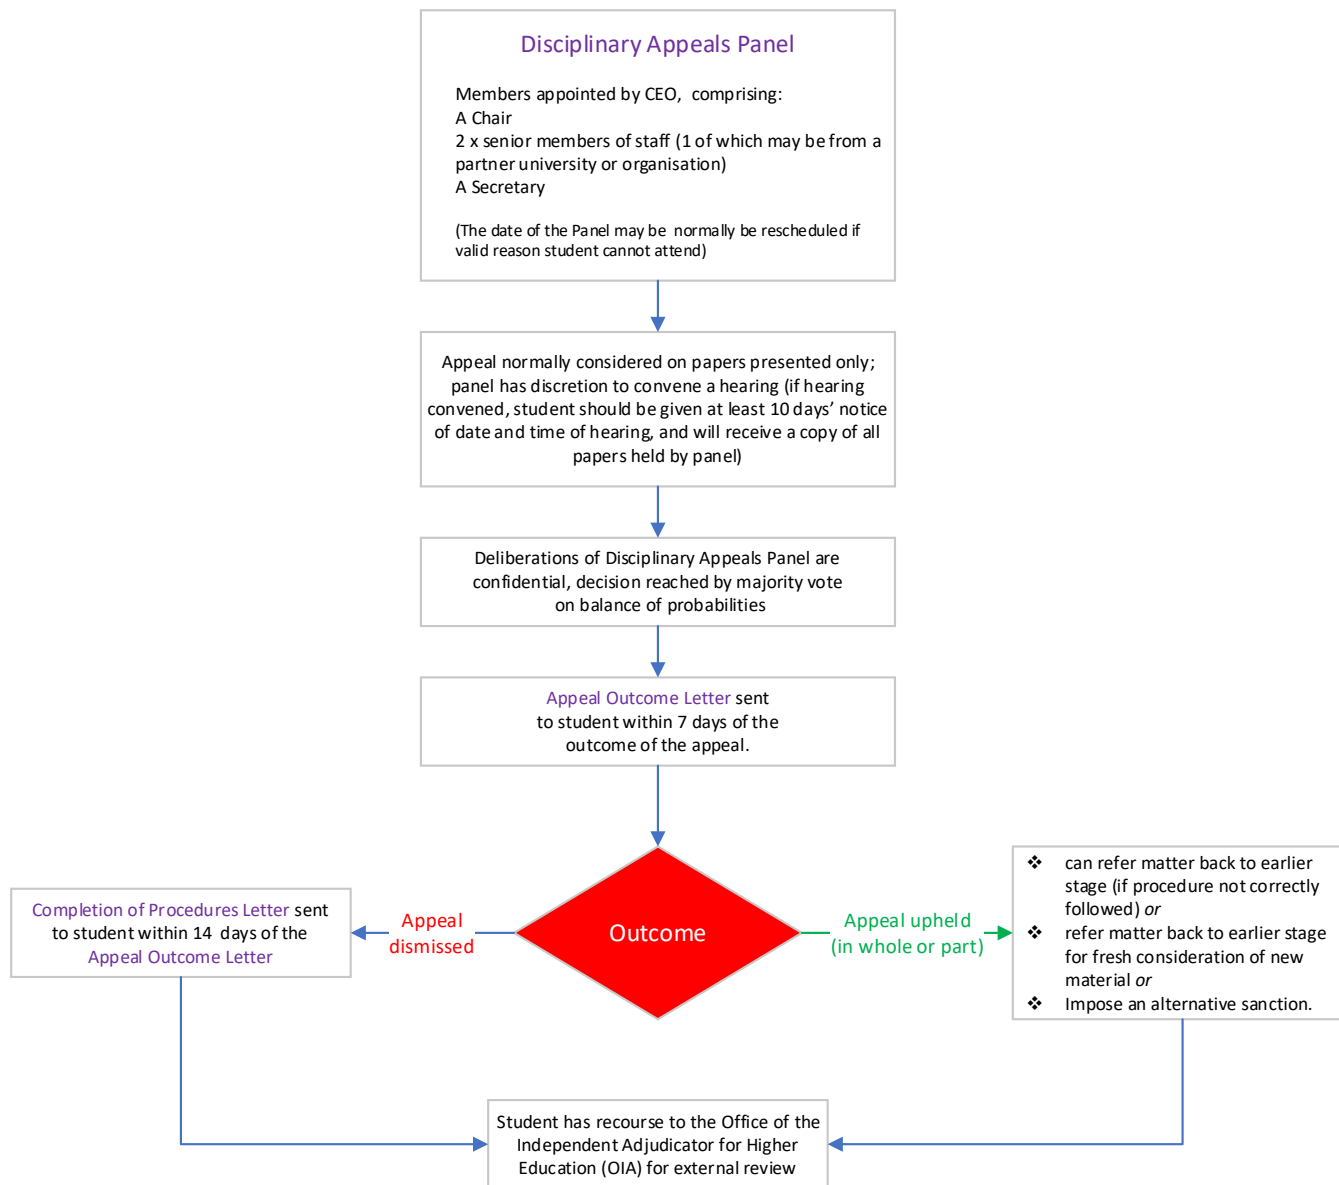 Disciplinary Appeals Panel
Members appointed by CEO, comprising:
A Chair
2 x senior members of staff (1 of which may be from a
partner university or organisation)
A Secretary
(The date of the Panel may be normally be rescheduled if
valid reason student cannot attend)
Appeal normally considered on papers presented only;
panel has discretion to convene a hearing (if hearing
convened, student should be given at least 10 days’ notice
of date and time of hearing, and will receive a copy of all
papers held by panel)
Deliberations of Disciplinary Appeals Panel are
confidential, decision reached by majority vote
on balance of probabilities
Appeal Outcome Letter sent
to student within 7 days of the
outcome of the appeal.
Outcome
Appeal
dismissed
Completion of Procedures Letter sent
to student within 14 days of the
Appeal Outcome Letter
Appeal upheld
(in whole or part)
❖ can refer matter back to earlier
stage (if procedure not correctly
followed) or
❖ refer matter back to earlier stage
for fresh consideration of new
material or
❖ Impose an alternative sanction.
Student has recourse to the Office of the
Independent Adjudicator for Higher
Education (OIA) for external review